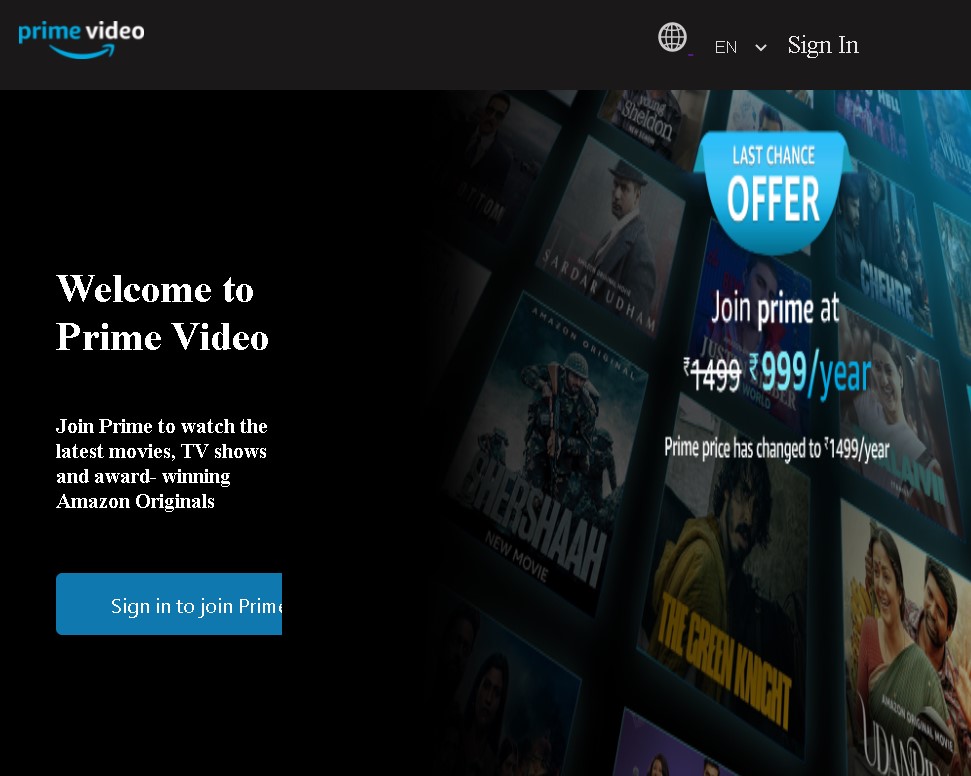 prime video
EN
Sign In
Young
Sheldon
LAST CHANCE
OFFER
SARDAR UDHAM
CHEHRE
Welcome to
Prime Video
Join prime at
₹1499 ₹999/year
Prime price has changed to ₹1499/year
AMAZON ORIGINAL
WORLD
Join Prime to watch the
latest movies, TV shows
and award- winning
Amazon Originals
SHERSHAAH
NEW MOVIE
Sign in to join Prime
THE GREEN KNIGHT
AMAZON ORIGINAL MOVIE